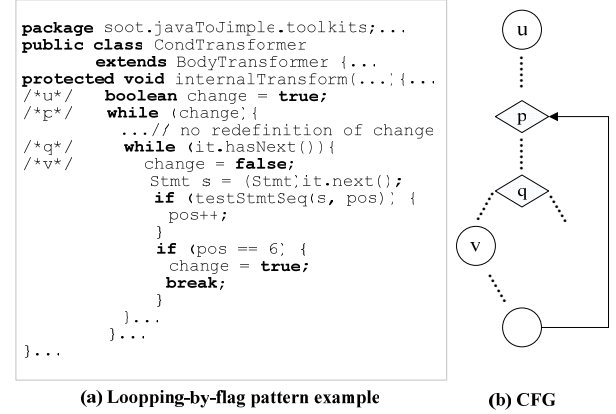 package soot.javaToJimple.toolkits;...
public class CondTransformer
extends BodyTransformer {...
protected void internalTransform(...){...
/*u*/ boolean change = true;
/*p*/ while (change){
...// no redefinition of change
/*q*/ while (it.hasNext()){
/*v*/ change = false;
Stmt s = (Stmt)it.next();
if (testStmtSeq(s, pos)) {
pos++;
}
if (pos == 6) {
change = true;
break;
}
}...
}...
}...
(a) Loopping-by-flag pattern example
u
p
q
v
(b) CFG